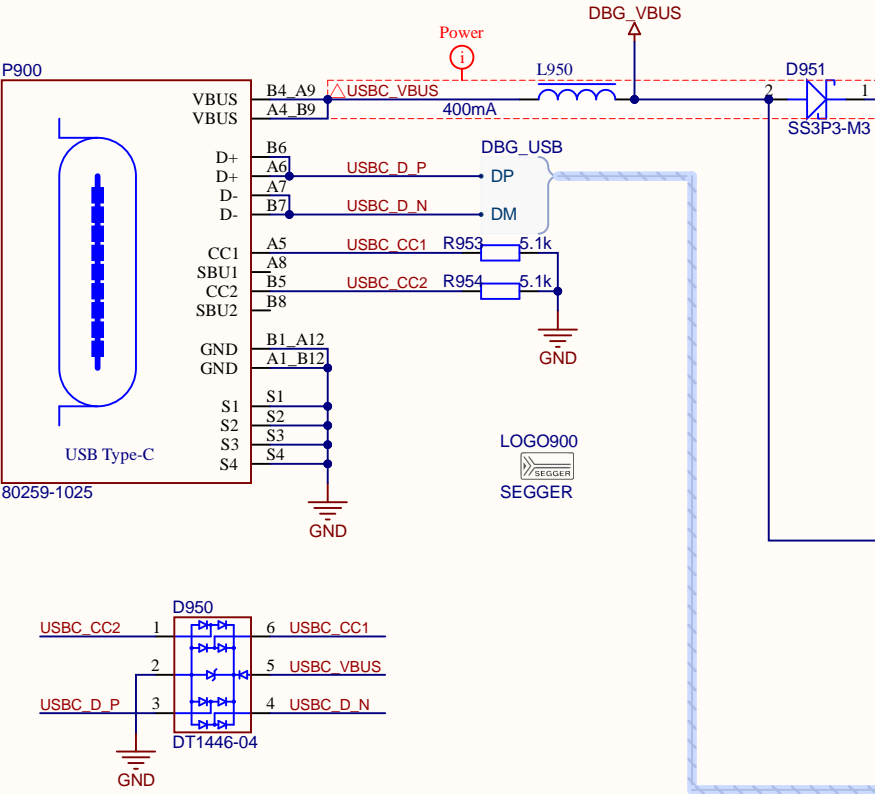 DBG_VBUS
Power
i
P900
L950
D951
VBUS B4_A9 USBC_VBUS 2 1
VBUS A4_B9 400mA
SS3P3-M3
DBG_USB
D+ B6
D+ A6 USBC_D_P DP
D- A7
D- B7 USBC_D_N DM
CC1 A5 USBC_CC1 R953 5.1k
SBU1 A8
CC2 B5 USBC_CC2 R954 5.1k
SBU2 B8
GND B1_A12
GND A1_B12
GND
S1 S1
S2 S2
S3 S3
S4 S4
USB Type-C
80259-1025
GND
LOGO900
SEGGER
SEGGER
D950
USBC_CC2 1 6 USBC_CC1
2 5 USBC_VBUS
USBC_D_P 3 4 USBC_D_N
DT1446-04
GND